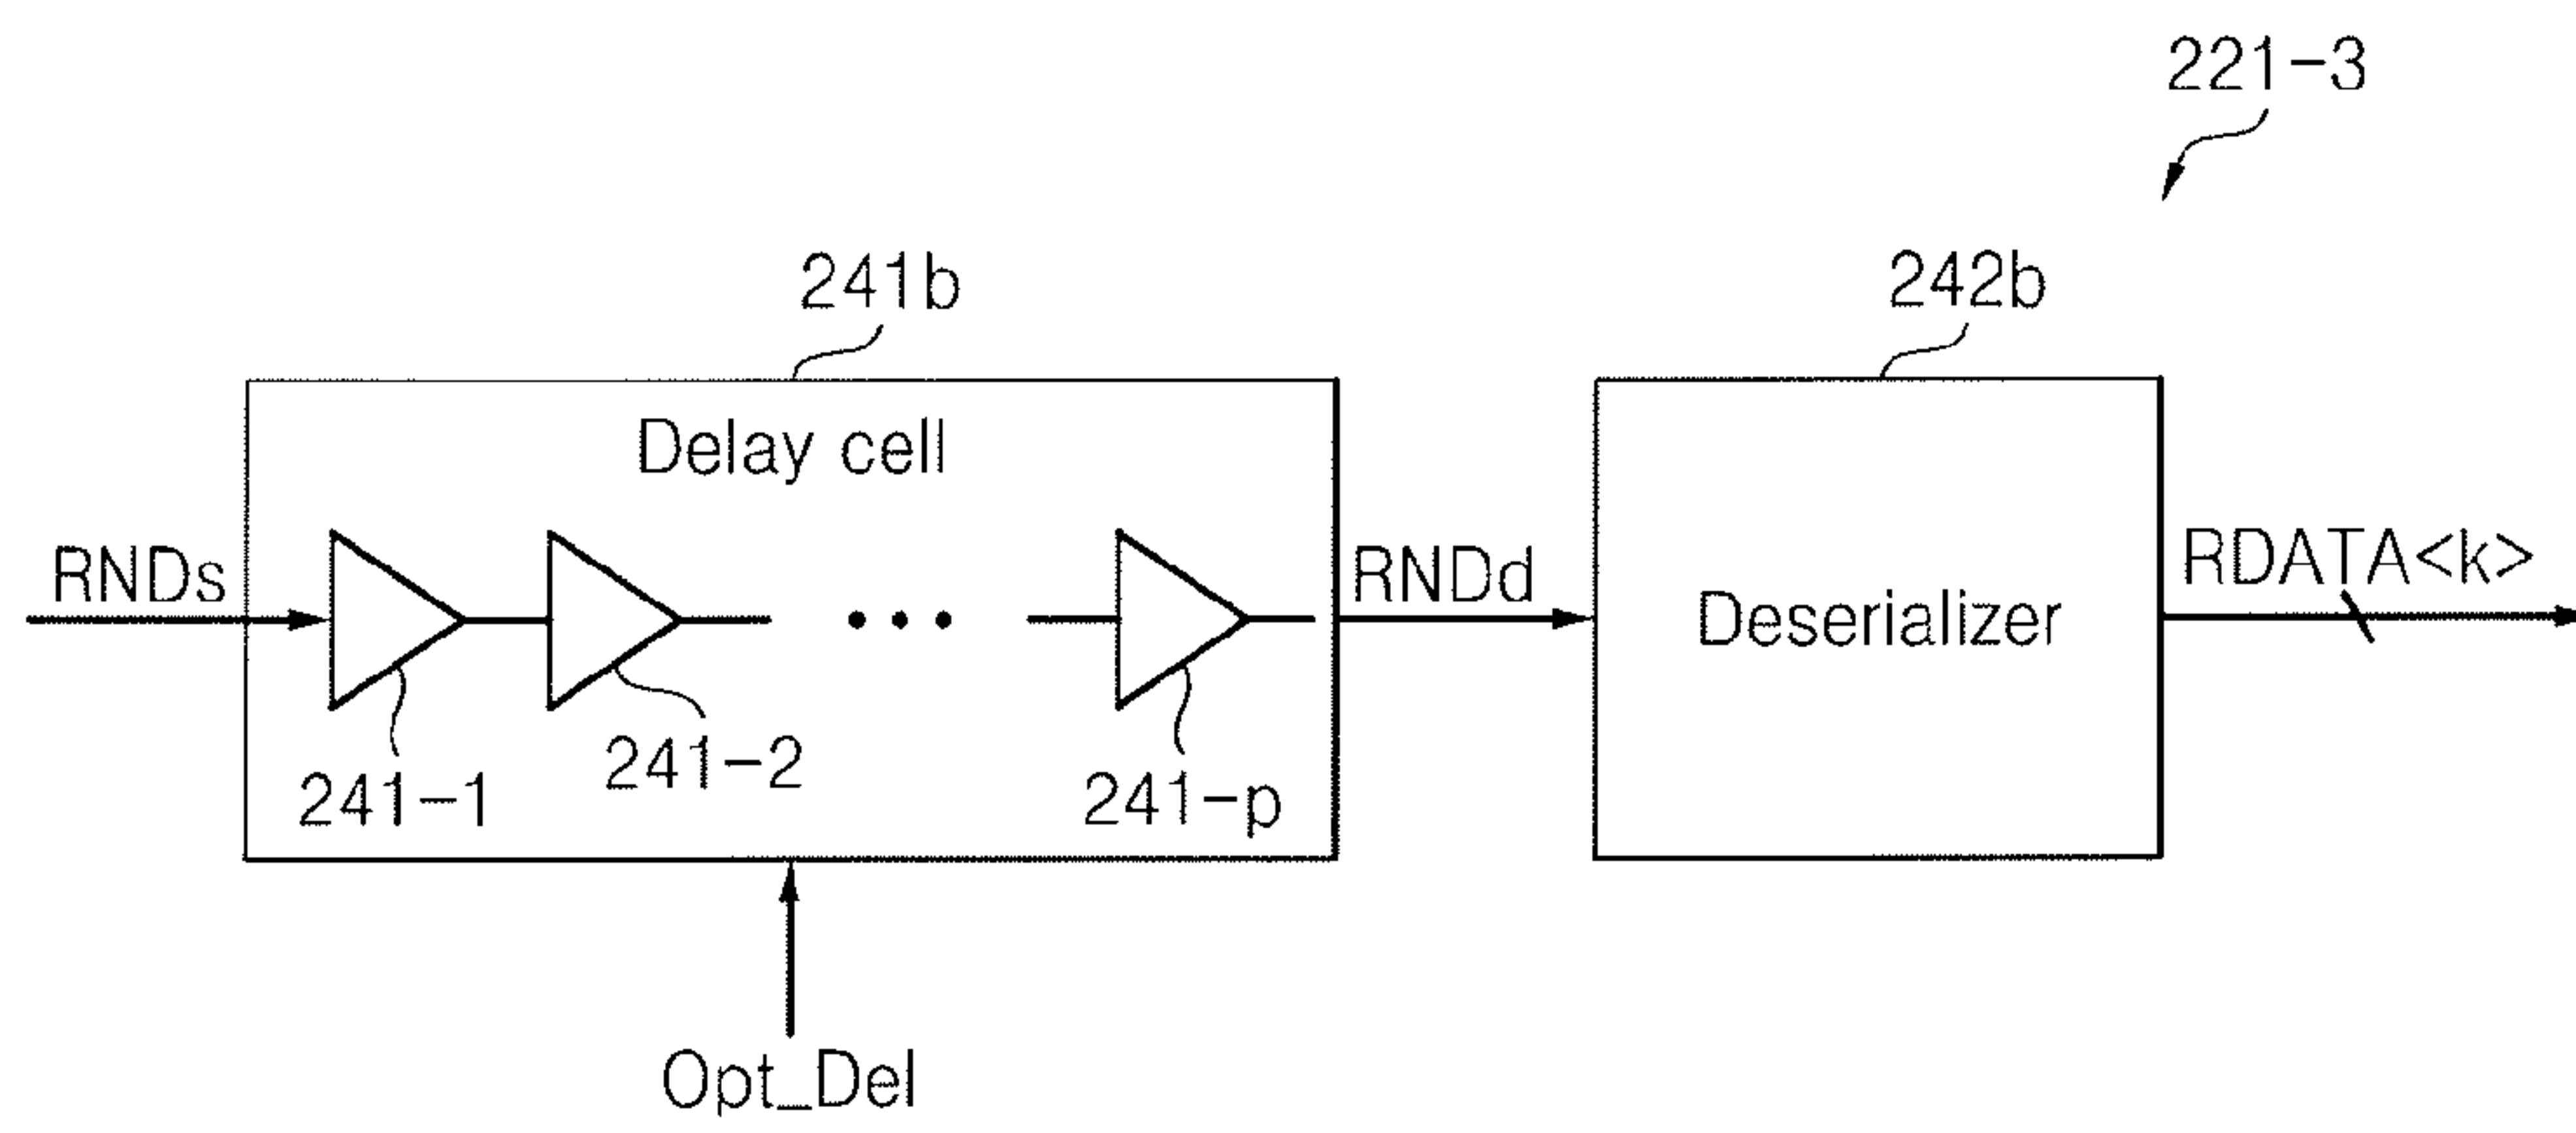 221-3
241b
242b
Delay cell
RNDs
RNDd
RDATA<k>
Deserializer
241-1
241-2
241-p
Opt_Del